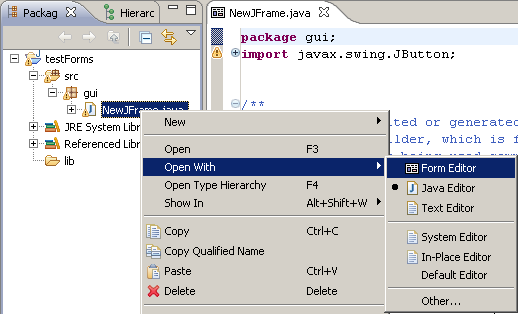 Packag
Hierarc
NewJFrame.java
testForms
src
gui
NewJFrame.java
JRE System Libr
Referenced Libr
lib
package gui;
import javax.swing.JButton;
/**
ted or generated
ilder, which is f
New
Open F3
Open With
Open Type Hierarchy F4
Show In Alt+Shift+W
Copy Ctrl+C
Copy Qualified Name
Paste Ctrl+V
Delete Delete
Form Editor
Java Editor
Text Editor
System Editor
In-Place Editor
Default Editor
Other...